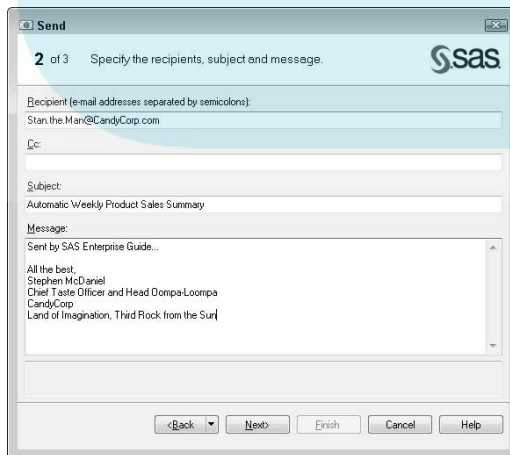 Send
2 of 3 Specify the recipients, subject and message.
sas
Recipient (e-mail addresses separated by semicolons):
Stan.the.Man@CandyCorp.com
Cc:
Subject:
Automatic Weekly Product Sales Summary
Message:
Sent by SAS Enterprise Guide...
All the best,
Stephen McDaniel
Chief Taste Officer and Head Oompa-Loompa
CandyCorp
Land of Imagination, Third Rock from the Sun
<Back Next> Finish Cancel Help